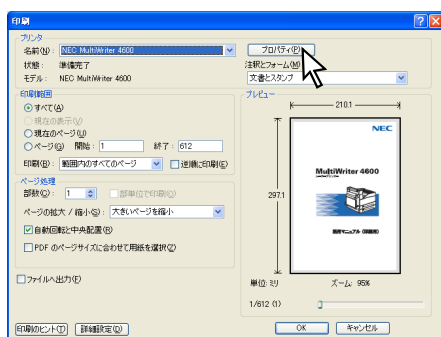 印刷
プリンタ
名前(N): NEC MultiWriter 4600
プロパティ(P)
状態: 準備完了
注釈とフォーム(M)
モデル: NEC MultiWriter 4600
文書とスタンプ
印刷範囲
すべて(A)
現在の表示(V)
現在のページ(U)
ページ(G) 開始: 1 終了: 612
印刷(R): 範囲内のすべてのページ 逆順に印刷(E)
ページ処理
部数(C): 1 部単位で印刷(O)
ページの拡大 / 縮小(S): 大きいページを縮小
自動回転と中央配置(R)
PDF のページサイズに合わせて用紙を選択(Z)
ファイルへ出力(F)
プレビュー
210.1
297.1
NEC
MultiWriter 4600
単位: ミリ ズーム: 95%
1/612 (1)
印刷のヒント(T) 詳細設定(D) OK キャンセル